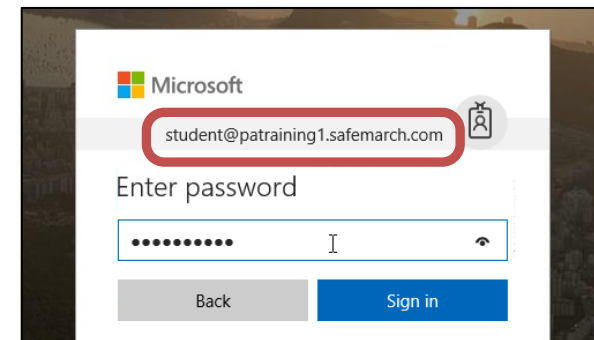 Microsoft
student@patraining1.safemarch.com
Enter password
••••••••••
Back
Sign in